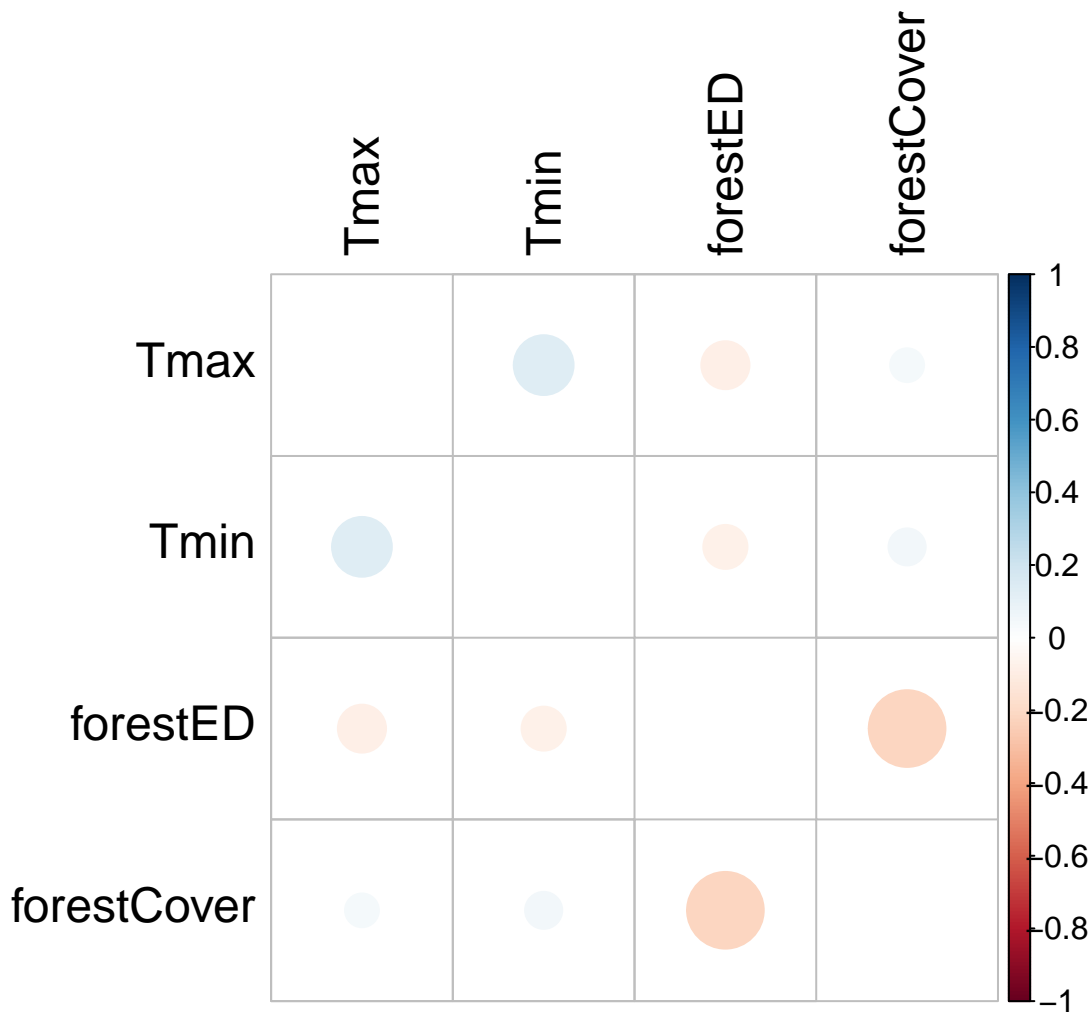 Tmax
Tmin
forestED
forestCover
Tmax
Tmin
forestED
forestCover
1
0.8
0.6
0.4
0.2
0
−0.2
−0.4
−0.6
−0.8
−1